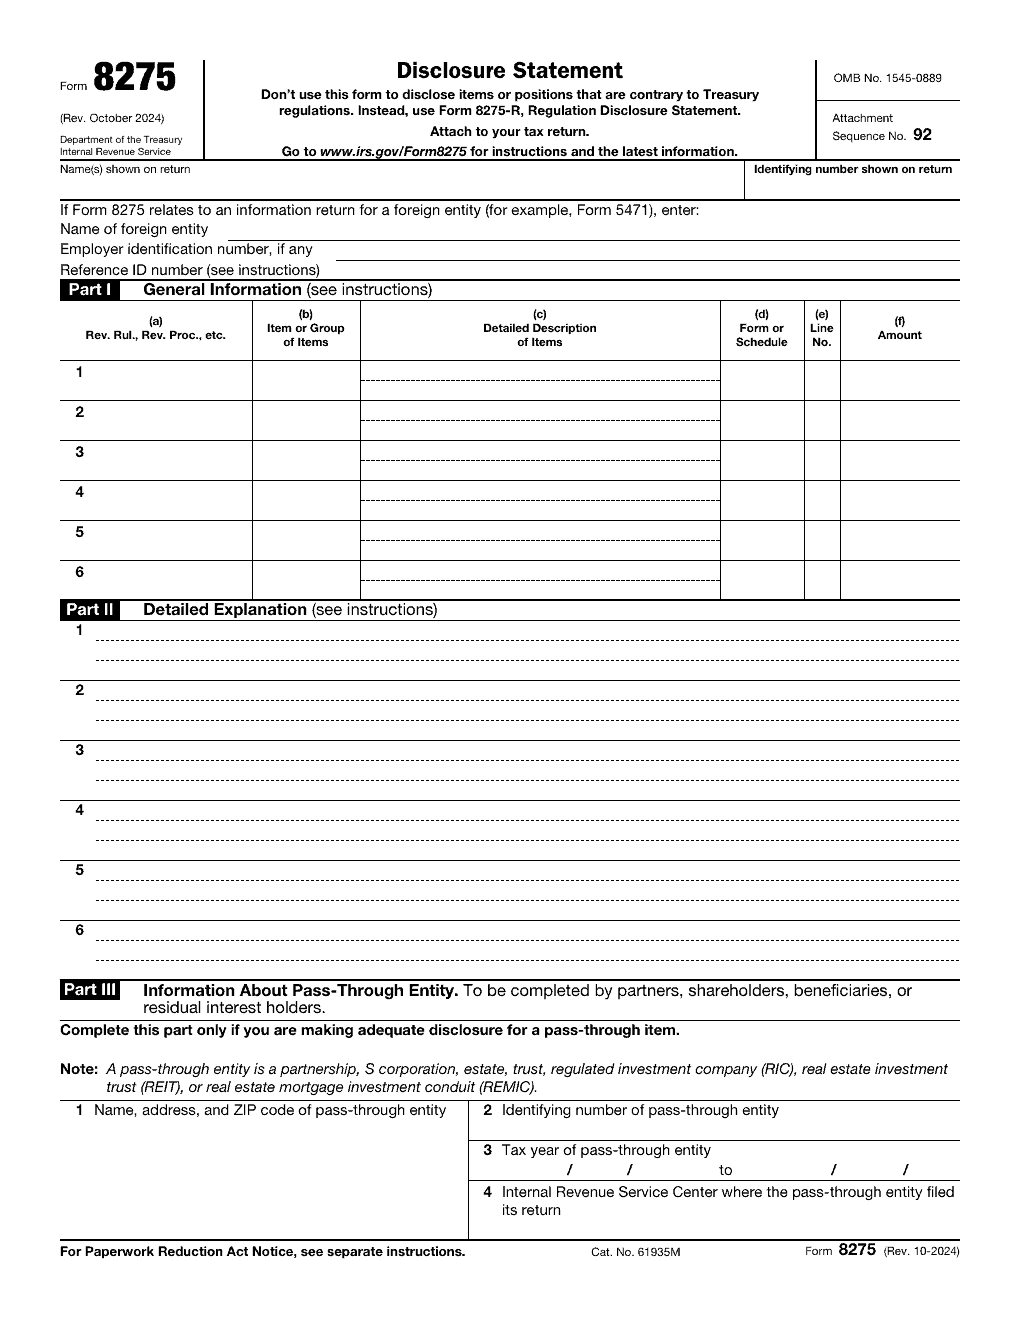 Form 8275
(Rev. October 2024)
Department of the Treasury
Internal Revenue Service
Disclosure Statement
Don’t use this form to disclose items or positions that are contrary to Treasury
regulations. Instead, use Form 8275-R, Regulation Disclosure Statement.
Attach to your tax return.
Go to www.irs.gov/Form8275 for instructions and the latest information.
OMB No. 1545-0889
Attachment
Sequence No. 92
Name(s) shown on return
Identifying number shown on return
If Form 8275 relates to an information return for a foreign entity (for example, Form 5471), enter:
Name of foreign entity
Employer identification number, if any
Reference ID number (see instructions)
Part I General Information (see instructions)
(a)
Rev. Rul., Rev. Proc., etc.
(b)
Item or Group
of Items
(c)
Detailed Description
of Items
(d)
Form or
Schedule
(e)
Line
No.
(f)
Amount
1
2
3
4
5
6
Part II Detailed Explanation (see instructions)
1
2
3
4
5
6
Part III Information About Pass-Through Entity. To be completed by partners, shareholders, beneficiaries, or
residual interest holders.
Complete this part only if you are making adequate disclosure for a pass-through item.
Note: A pass-through entity is a partnership, S corporation, estate, trust, regulated investment company (RIC), real estate investment
trust (REIT), or real estate mortgage investment conduit (REMIC).
1 Name, address, and ZIP code of pass-through entity
2 Identifying number of pass-through entity
3 Tax year of pass-through entity
/ / to / /
4 Internal Revenue Service Center where the pass-through entity filed
its return
For Paperwork Reduction Act Notice, see separate instructions.
Cat. No. 61935M
Form 8275 (Rev. 10-2024)